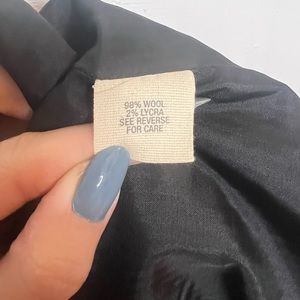 98% WOOL
2% LYCRA
SEE REVERSE
FOR CARE